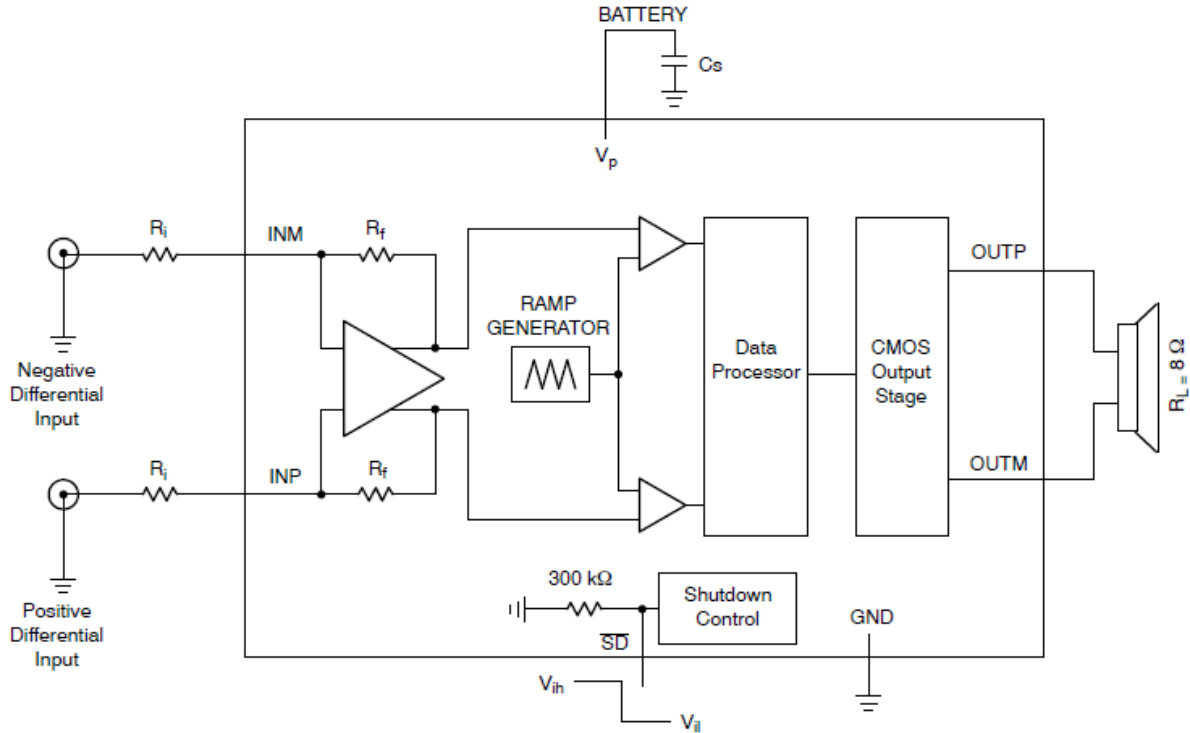 BATTERY
Cs
Vp
Ri
INM
Rf
OUTP
RAMP
GENERATOR
Data
Processor
CMOS
Output
Stage
RL = 8 Ω
Negative
Differential
Input
Ri
INP
Rf
OUTM
300 kΩ
Shutdown
Control
GND
SD
Positive
Differential
Input
Vih
Vil